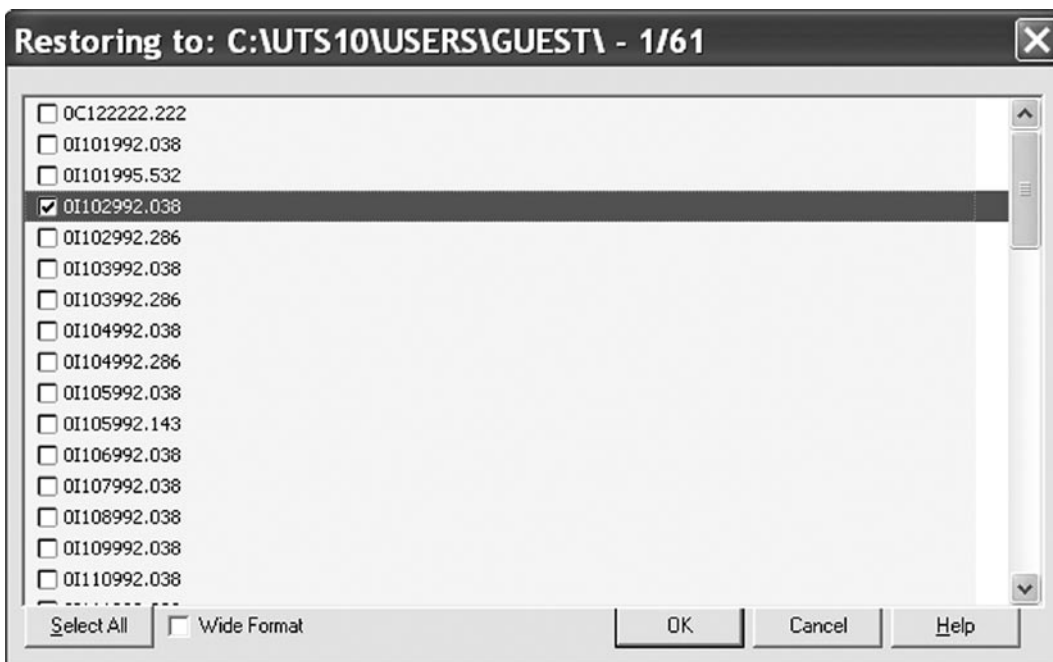 Restoring to: C:\UTS10\USERS\GUEST\ - 1/61
0C122222.222
0I101992.038
0I101995.532
0I102992.038
0I102992.286
0I103992.038
0I103992.286
0I104992.038
0I104992.286
0I105992.038
0I105992.143
0I106992.038
0I107992.038
0I108992.038
0I109992.038
0I110992.038
Select All Wide Format OK Cancel Help